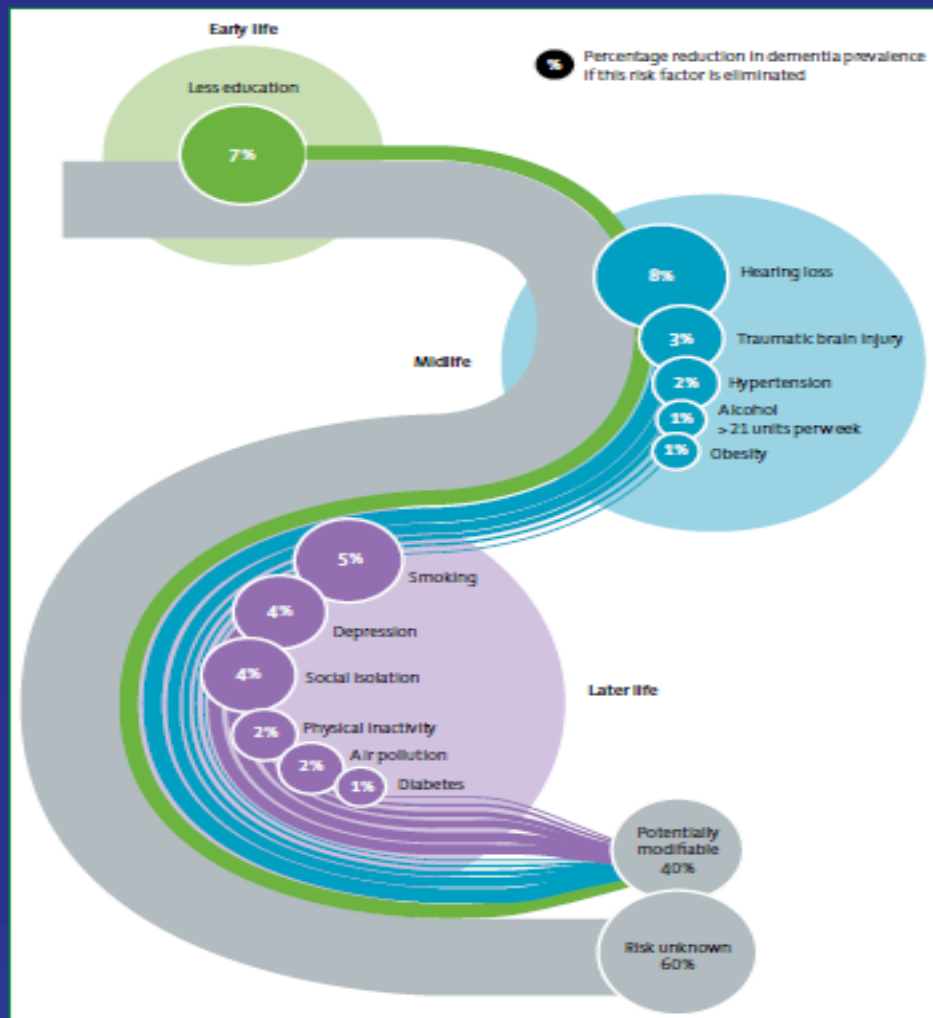 Early life
% Percentage reduction in dementia prevalence
if this risk factor is eliminated
Less education
7%
8% Hearing loss
3% Traumatic brain injury
Midlife
2% Hypertension
1% Alcohol
>21 units per week
1% Obesity
5%
Smoking
4%
Depression
4% Social isolation
Later life
2% Physical inactivity
2% Air pollution
1% Diabetes
Potentially
modifiable
40%
Risk unknown
60%